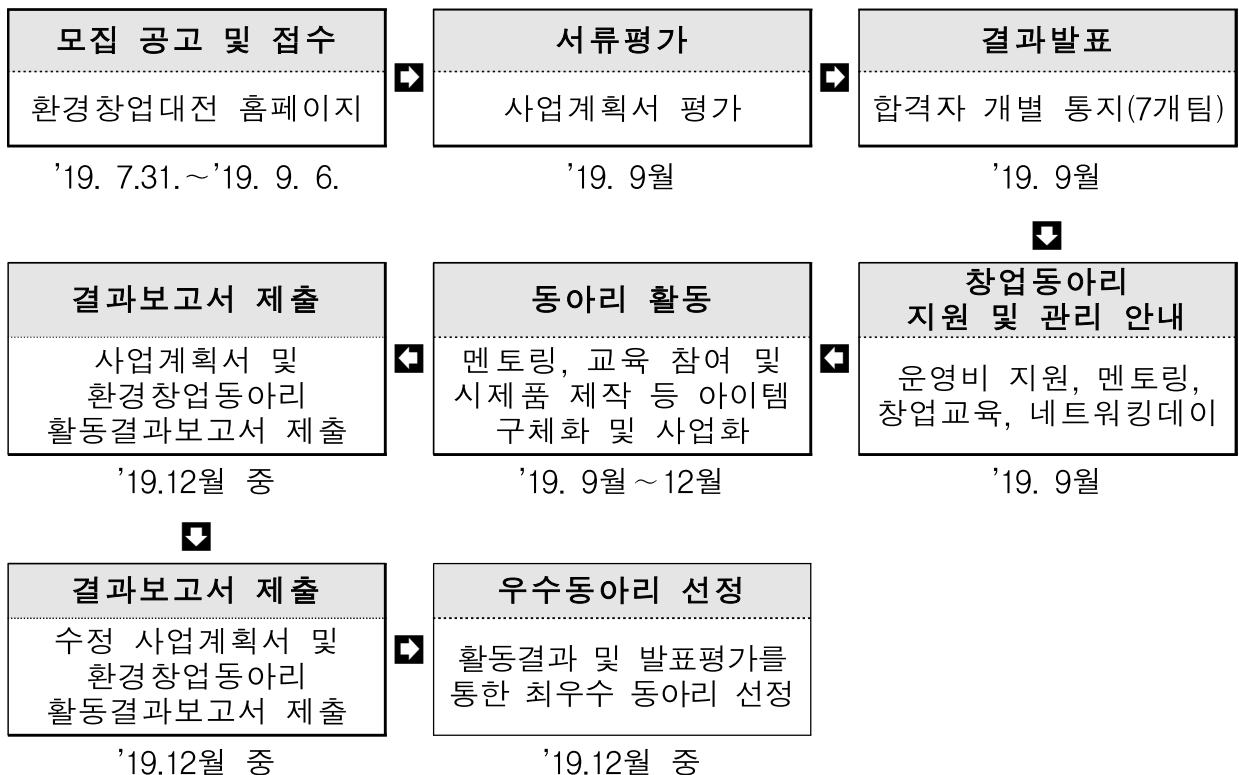 모집 공고 및 접수
환경창업대전 홈페이지
'19. 7.31.～'19. 9. 6.
서류평가
사업계획서 평가
'19. 9월
결과발표
합격자 개별 통지(7개팀)
'19. 9월
창업동아리
지원 및 관리 안내
운영비 지원, 멘토링,
창업교육, 네트워킹데이
'19. 9월
동아리 활동
멘토링, 교육 참여 및
시제품 제작 등 아이템
구체화 및 사업화
'19. 9월～12월
결과보고서 제출
사업계획서 및
환경창업동아리
활동결과보고서 제출
'19.12월 중
결과보고서 제출
수정 사업계획서 및
환경창업동아리
활동결과보고서 제출
'19.12월 중
우수동아리 선정
활동결과 및 발표평가를
통한 최우수 동아리 선정
'19.12월 중